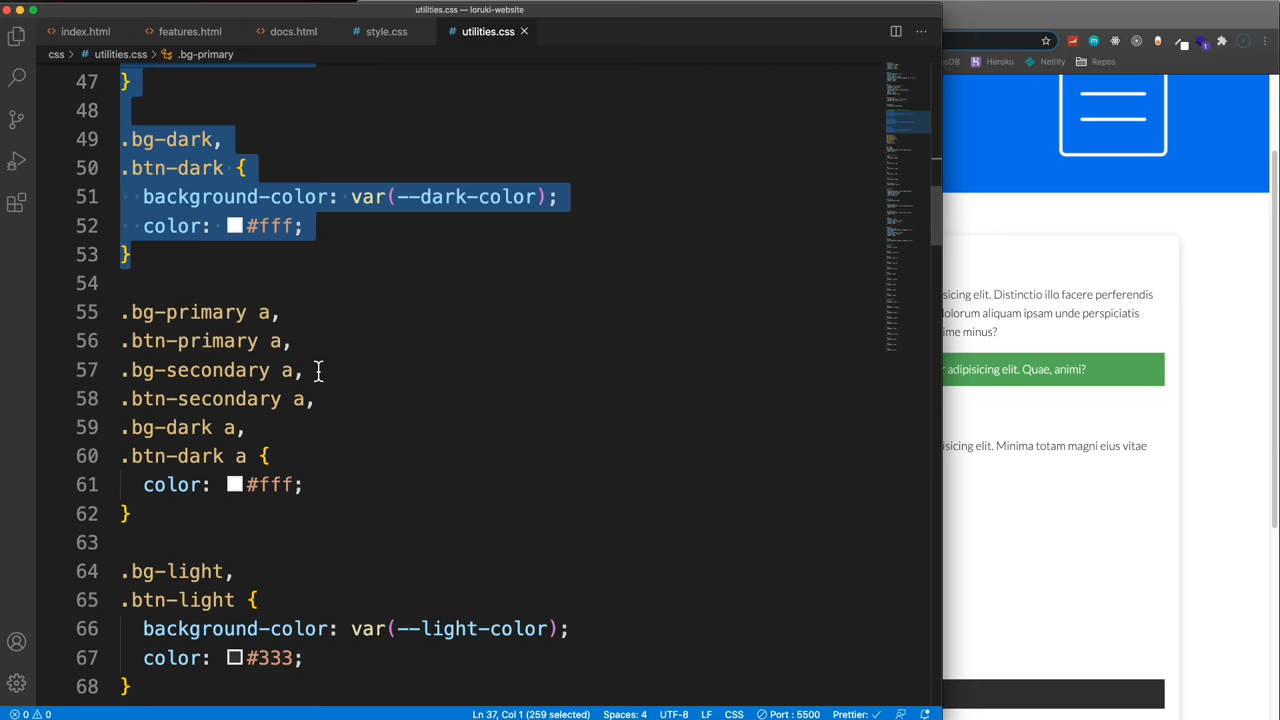 utilities.css — loruki-website
index.html
features.html
docs.html
style.css
utilities.css
css > utilities.css > .bg-primary
47 }
48
49 .bg-dark,
50 .btn-dark {
51 background-color: var(--dark-color);
52 color: #fff;
53 }
54
55 .bg-primary a,
56 .btn-primary a,
57 .bg-secondary a,
58 .btn-secondary a,
59 .bg-dark a,
60 .btn-dark a {
61 color: #fff;
62 }
63
64 .bg-light,
65 .btn-light {
66 background-color: var(--light-color);
67 color: #333;
68 }
0 0
Ln 37, Col 1 (259 selected)
Spaces: 4
UTF-8
LF
CSS
Port : 5500
Prettier: ✓
Heroku
Netlify
Repos
elit. Distinctio illo facere perferendis
aliquam ipsam unde perspiciatis
minus?
adipisicing elit. Quae, animi?
elit. Minima totam magni eius vitae